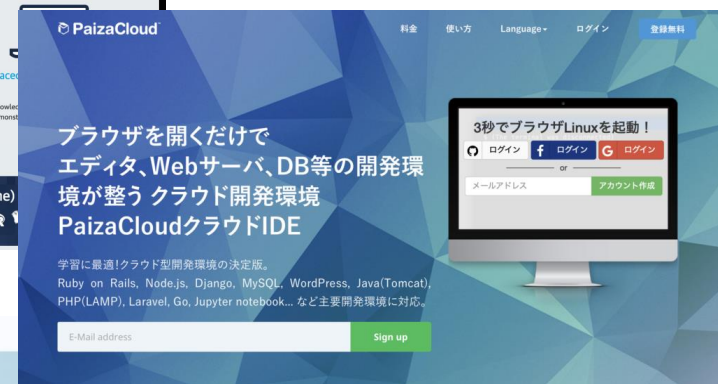 PaizaCloud
料金 使い方 Language ログイン 登録無料
ブラウザを開くだけで
エディタ、Webサーバ、DB等の開発環
境が整う クラウド開発環境
PaizaCloudクラウドIDE
学習に最適!クラウド型開発環境の決定版。
Ruby on Rails, Node.js, Django, MySQL, WordPress, Java(Tomcat),
PHP(LAMP), Laravel, Go, Jupyter notebook... など主要開発環境に対応。
E-Mail address Sign up
3秒でブラウザLinuxを起動！
ログイン f ログイン G ログイン
or
メールアドレス アカウント作成